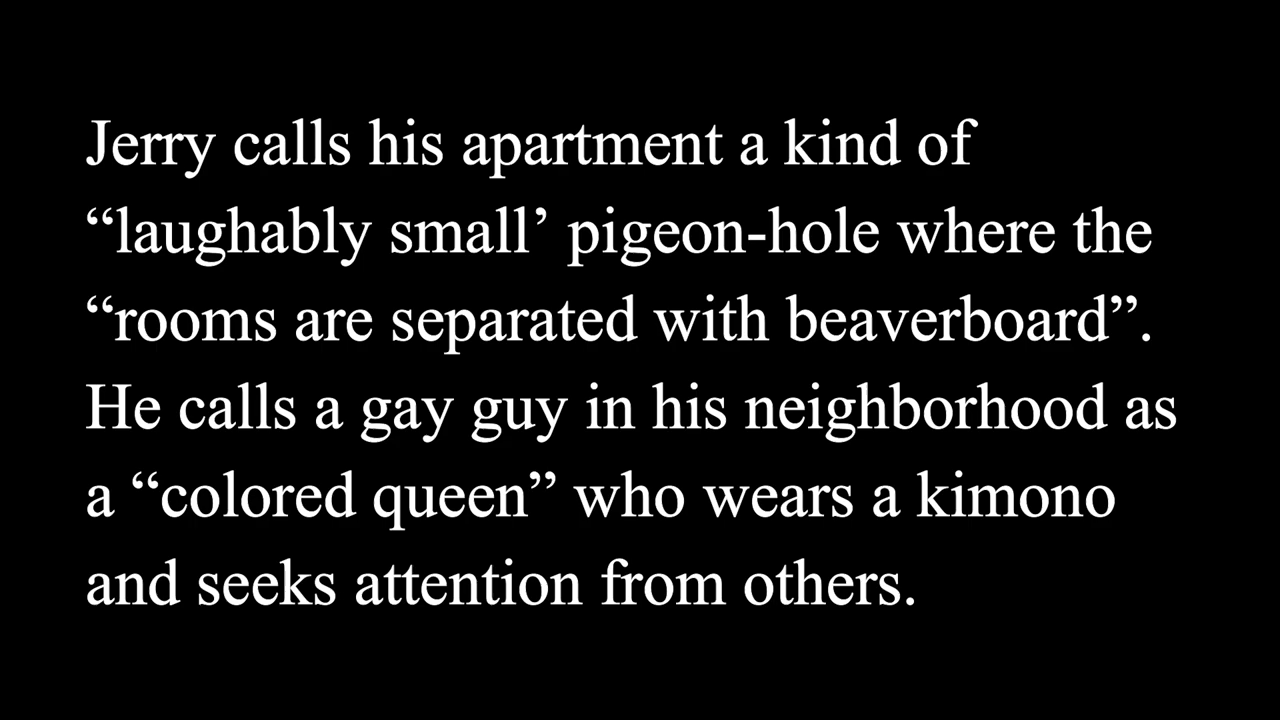 Jerry calls his apartment a kind of
“laughably small’ pigeon-hole where the
“rooms are separated with beaverboard”.
He calls a gay guy in his neighborhood as
a “colored queen” who wears a kimono
and seeks attention from others.